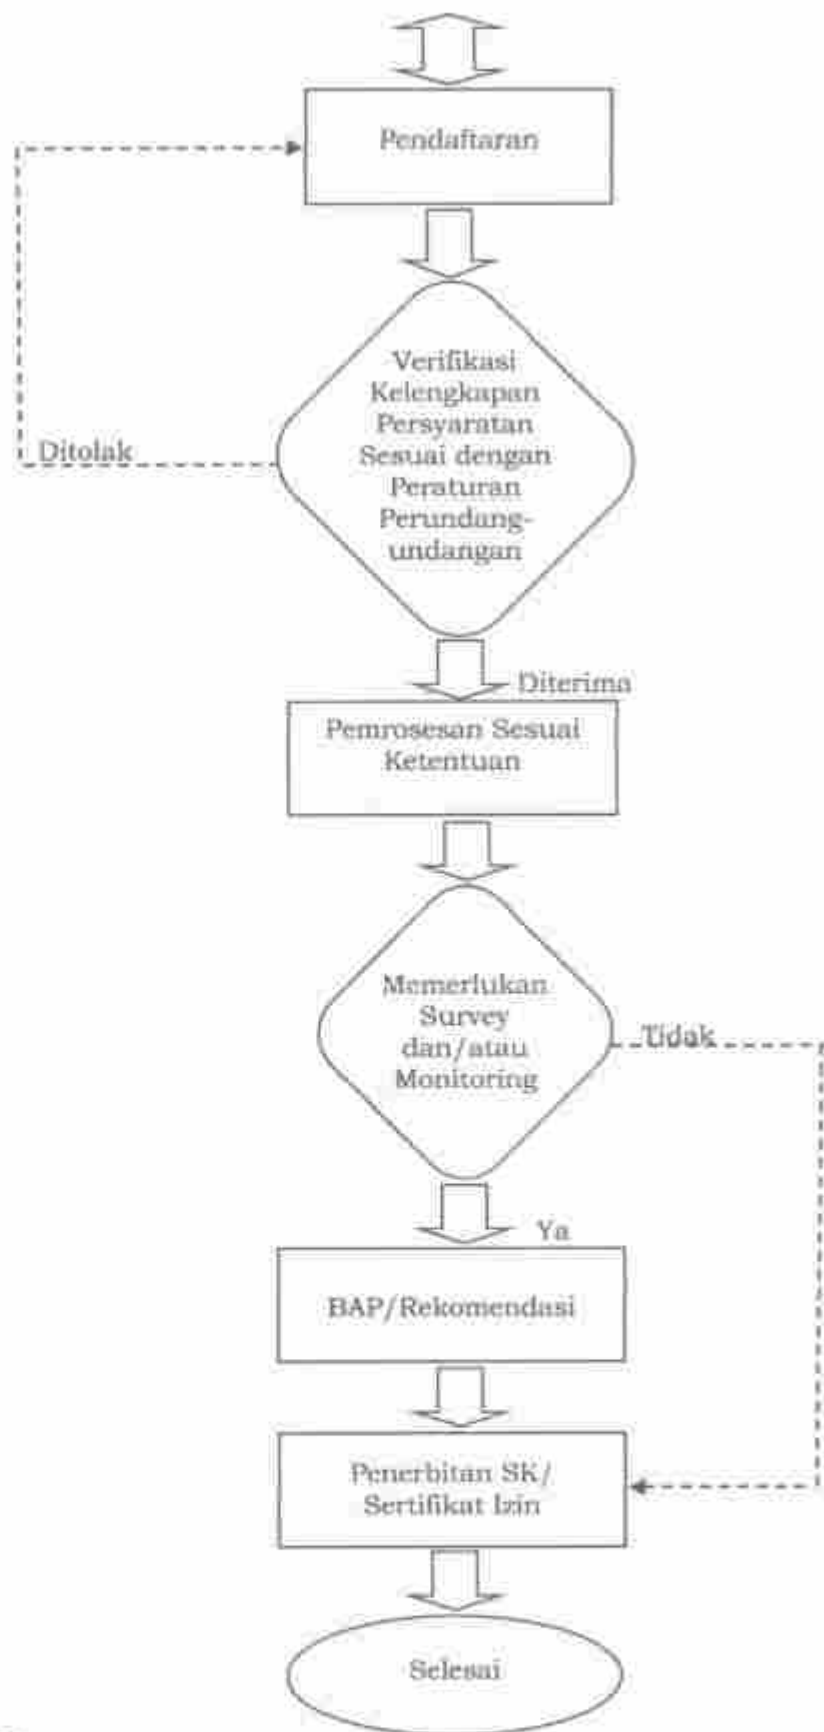 Pendaftaran
Verifikasi
Kelengkapan
Persyaratan
Sesuai dengan
Peraturan
Perundang-
undangan
Ditolak
Diterima
Pemrosesan Sesuai
Ketentuan
Memerlukan
Survey
dan/atau
Monitoring
Tidak
Ya
BAP/Rekomendasi
Penerbitan SK/
Sertifikat Izin
Selesai